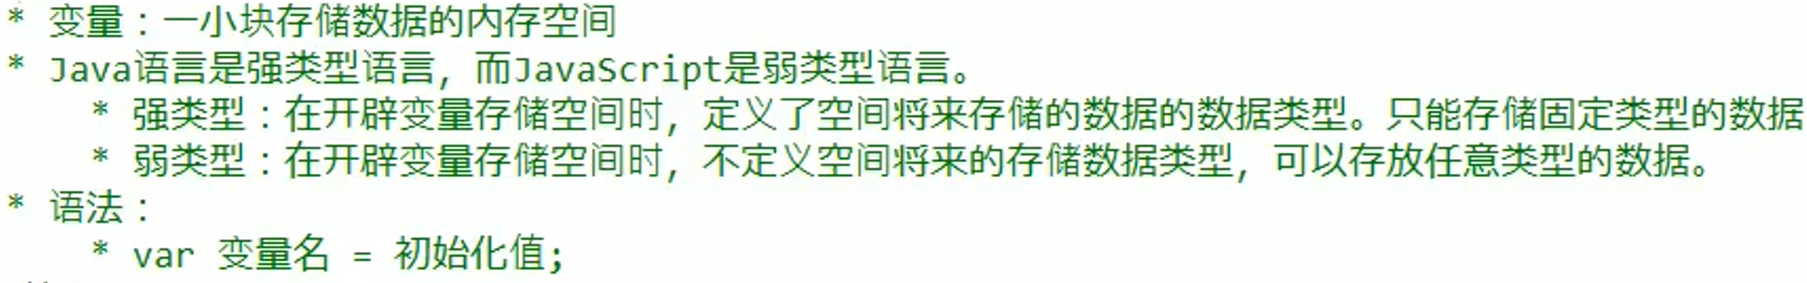 * 变量：一小块存储数据的内存空间
* Java语言是强类型语言，而JavaScript是弱类型语言。
* 强类型：在开辟变量存储空间时，定义了空间将来存储的数据的数据类型。只能存储固定类型的数据
* 弱类型：在开辟变量存储空间时，不定义空间将来的存储数据类型，可以存放任意类型的数据。
* 语法：
* var 变量名 = 初始化值;